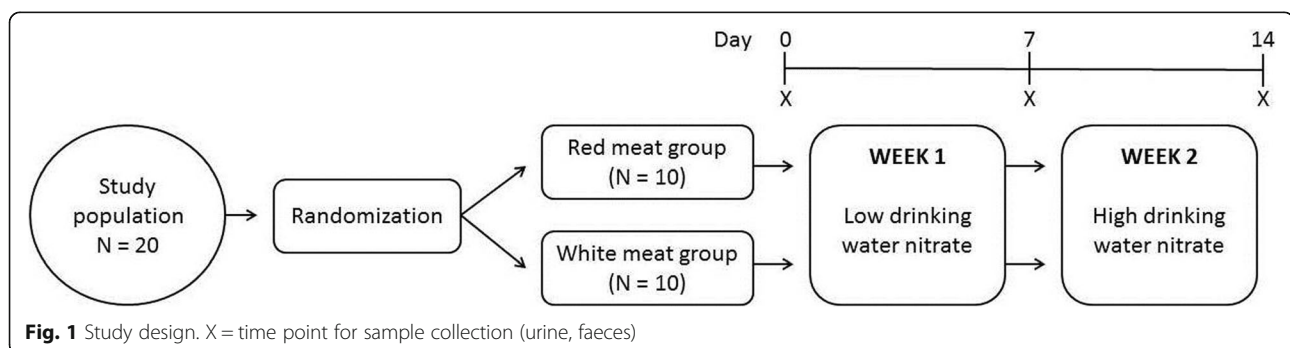 Day 0 7 14
X X X
Study
population
N = 20
Randomization
Red meat group
(N = 10)
White meat group
(N = 10)
WEEK 1
Low drinking
water nitrate
WEEK 2
High drinking
water nitrate
Fig. 1 Study design. X = time point for sample collection (urine, faeces)